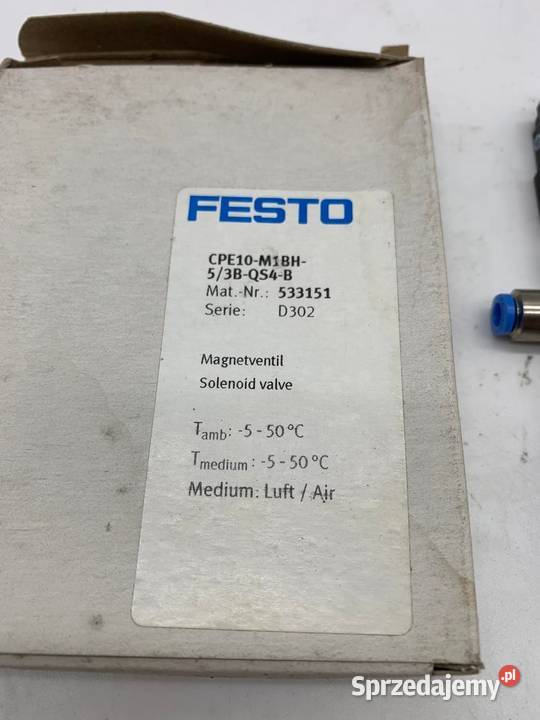 FESTO
CPE10-M1BH-
5/3B-QS4-B
Mat.-Nr.: 533151
Serie: D302
Magnetventil
Solenoid valve
Tamb: -5 - 50 °C
Tmedium: -5 - 50 °C
Medium: Luft / Air
Sprzedajemy.pl